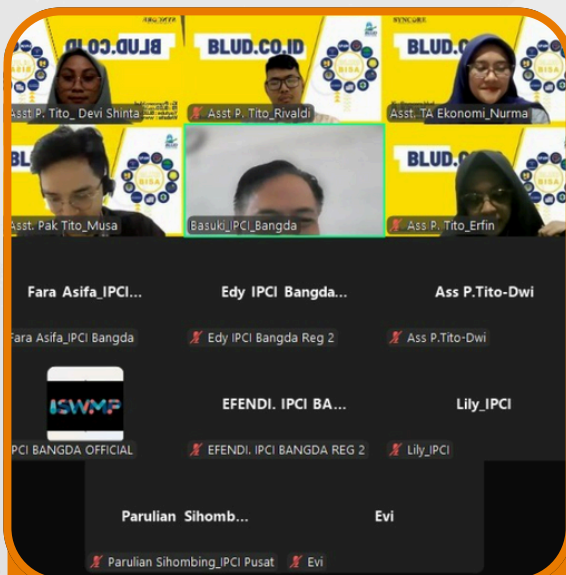 BLUD.CO.ID
BLUD.CO.ID
BLUD.C
Asst P. Tito_ Devi Shinta
Asst P. Tito_Rivaldi
Asst. TA Ekonomi_Nurma
BISA
BLUD.CO.ID
BISA
Asst. Pak Tito_Musa
Basuki_IPCI_Bangda
Ass P. Tito_Erfin
Fara Asifa_IPCI...
Edy IPCI Bangda...
Ass P.Tito-Dwi
Fara Asifa_IPCI Bangda
Edy IPCI Bangda Reg 2
Ass P.Tito-Dwi
ISWMP
EFENDI. IPCI BA...
Lily_IPCI
PCI BANGDA OFFICIAL
EFENDI. IPCI BANGDA REG 2
Lily_IPCI
Parulian Sihomb...
Evi
Parulian Sihombing_IPCI Pusat
Evi